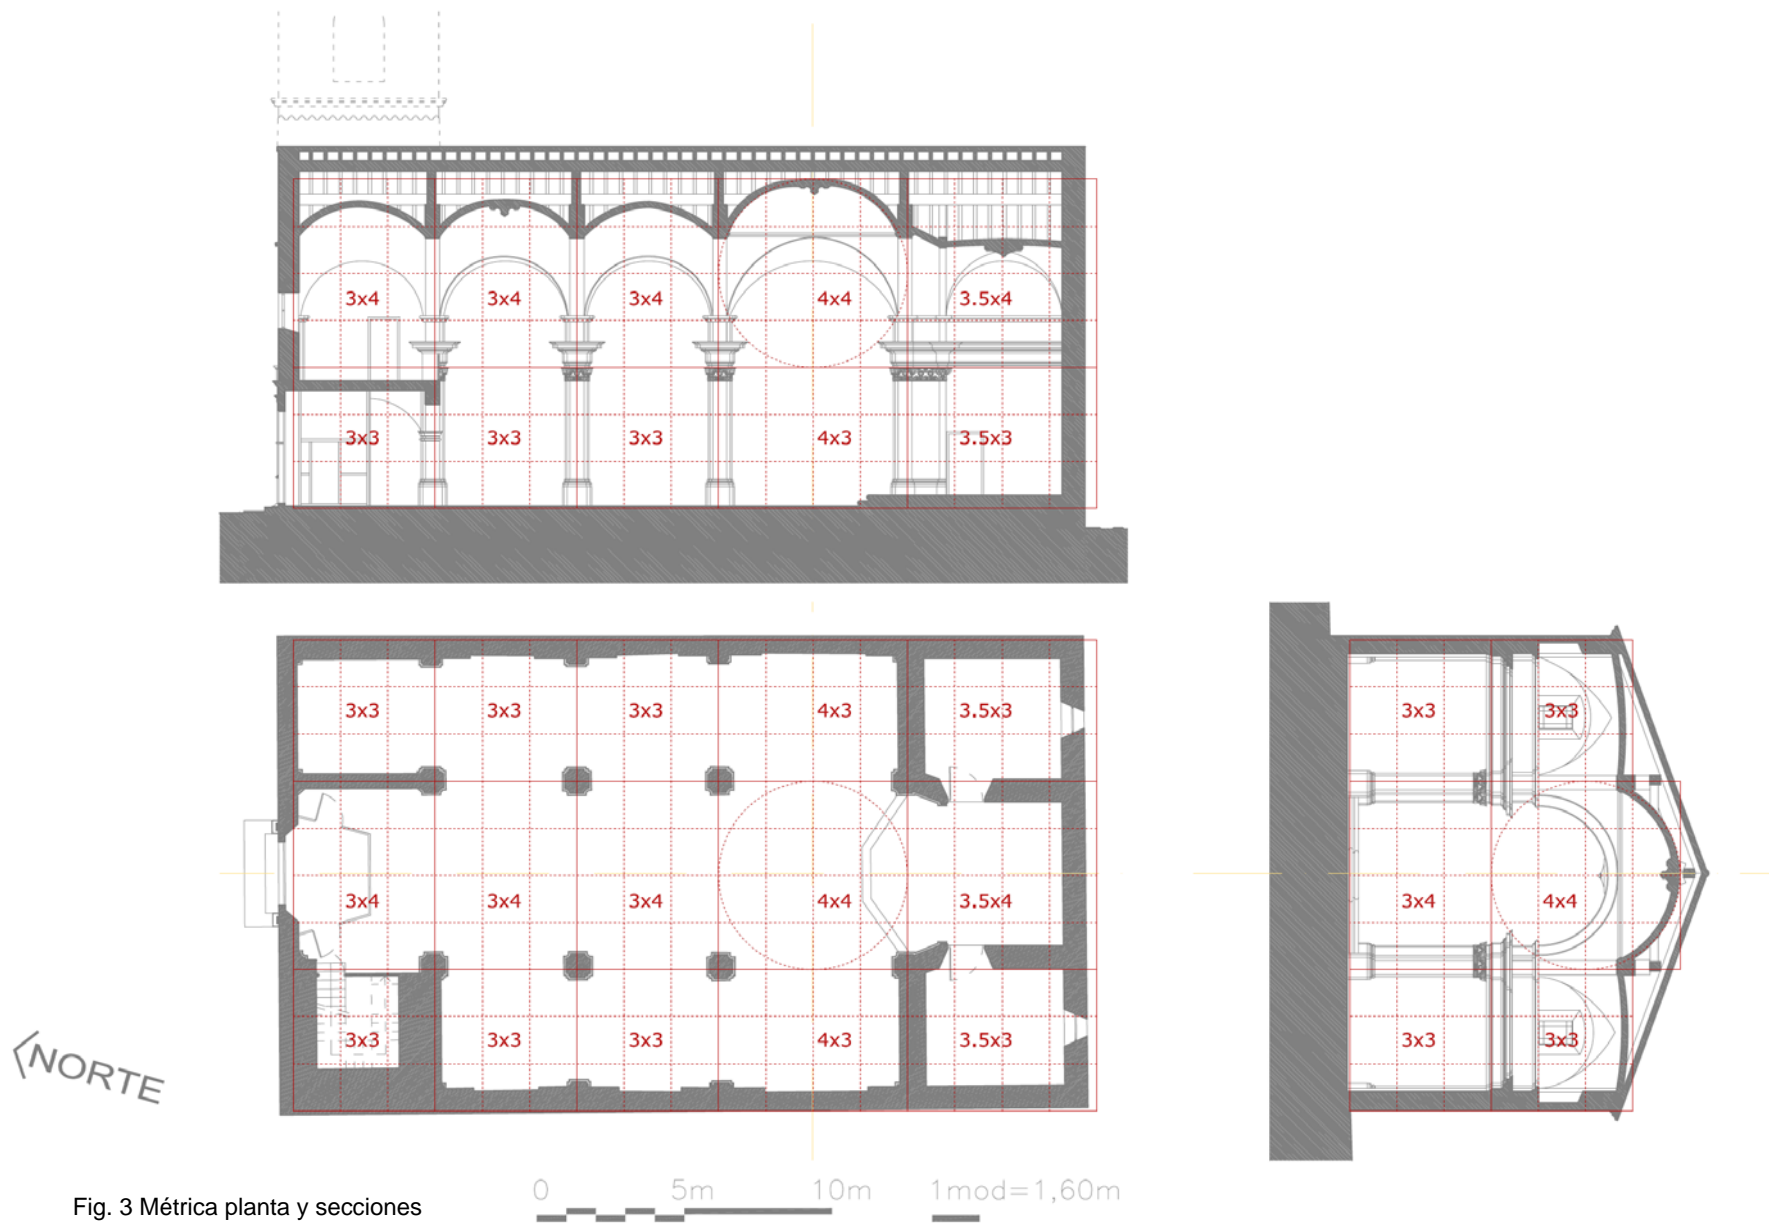 3x4 3x4 3x4 4x4 3.5x4
3x3 3x3 3x3 4x3 3.5x3
3x3 3x3 3x3 4x3 3.5x3
3x4 3x4 3x4 4x4 3.5x4
3x3 3x3 3x3 4x3 3.5x3
3x3 3x3
3x4 4x4
3x3 3x3
NORTE
0 5m 10m 1mod=1,60m
Fig. 3 Métrica planta y secciones